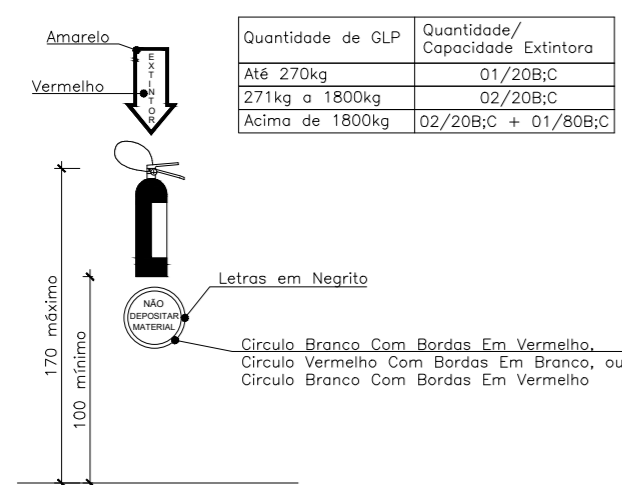 Amarelo
EXTINTOR
Vermelho
Quantidade de GLP
Quantidade/
Capacidade Extintora
Até 270kg
01/20B;C
271kg a 1800kg
02/20B;C
Acima de 1800kg
02/20B;C + 01/80B;C
Letras em Negrito
NÃO
DEPOSITAR
MATERIAL
Circulo Branco Com Bordas Em Vermelho,
Circulo Vermelho Com Bordas Em Branco, ou
Circulo Branco Com Bordas Em Vermelho
170 máximo
100 mínimo